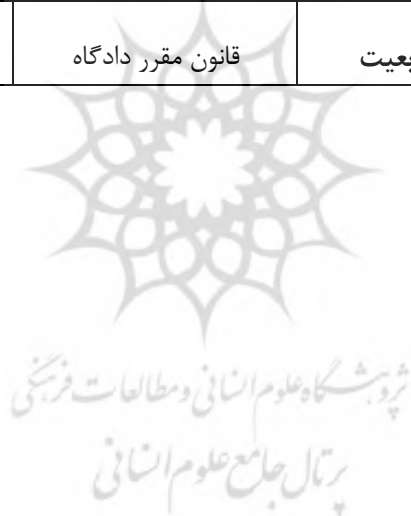 بعیت قانون مقرر دادگاه
پژوهشگاه علوم انسانی و مطالعات فرهنگی
پرتال جامع علوم انسانی